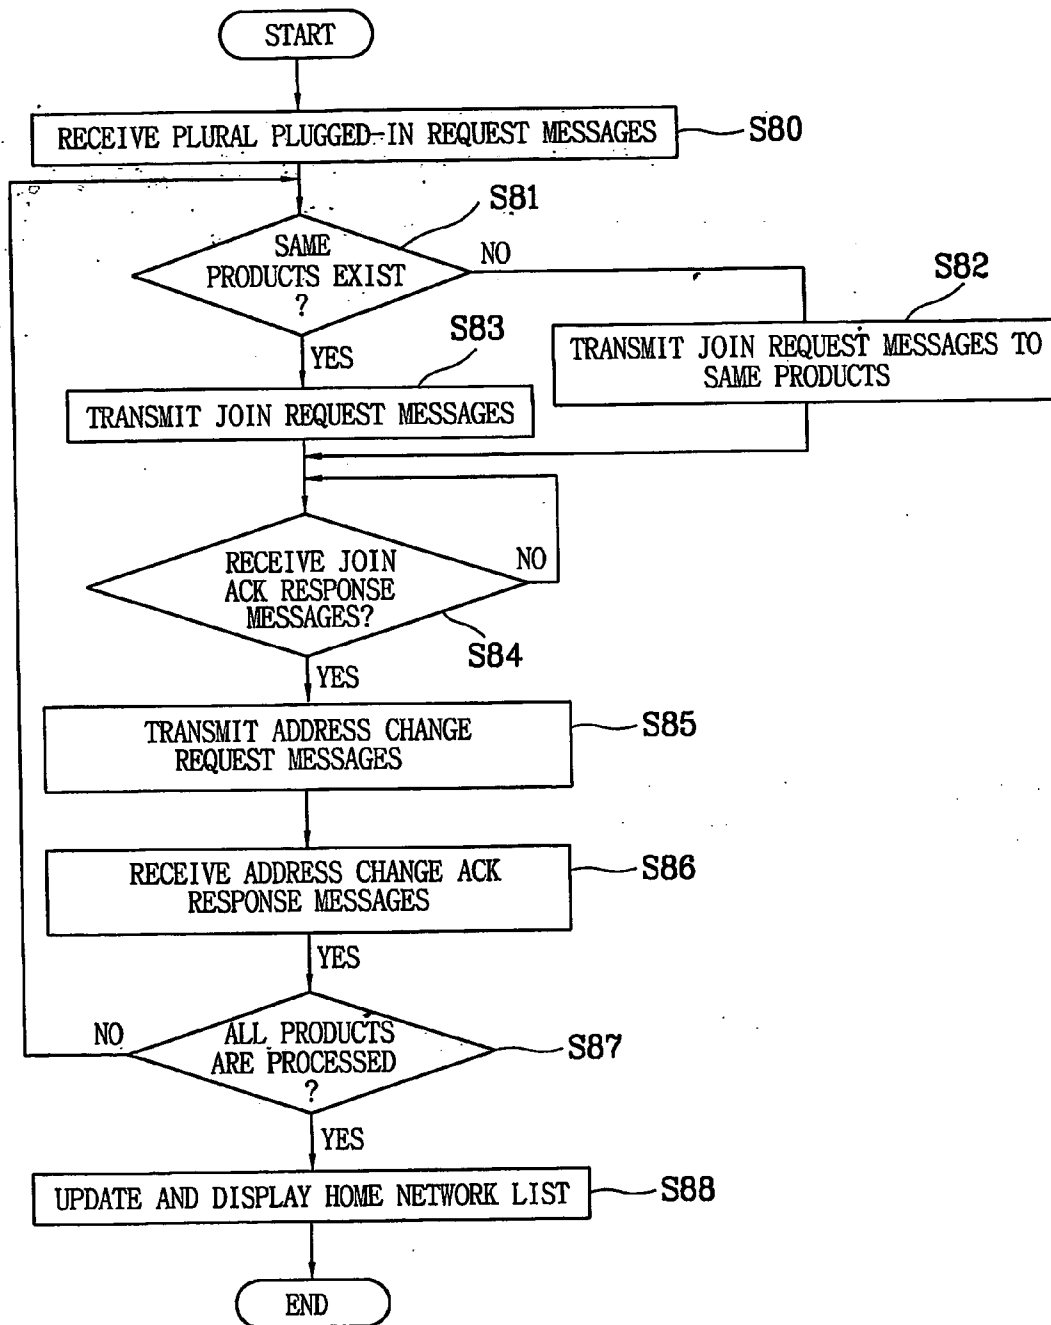 START
RECEIVE PLURAL PLUGGED-IN REQUEST MESSAGES
S80
S81
SAME
PRODUCTS EXIST
?
NO
S82
YES
S83
TRANSMIT JOIN REQUEST MESSAGES TO
SAME PRODUCTS
TRANSMIT JOIN REQUEST MESSAGES
RECEIVE JOIN
ACK RESPONSE
MESSAGES?
NO
S84
YES
TRANSMIT ADDRESS CHANGE
REQUEST MESSAGES
S85
RECEIVE ADDRESS CHANGE ACK
RESPONSE MESSAGES
S86
YES
NO
ALL PRODUCTS
ARE PROCESSED
?
S87
YES
UPDATE AND DISPLAY HOME NETWORK LIST
S88
END